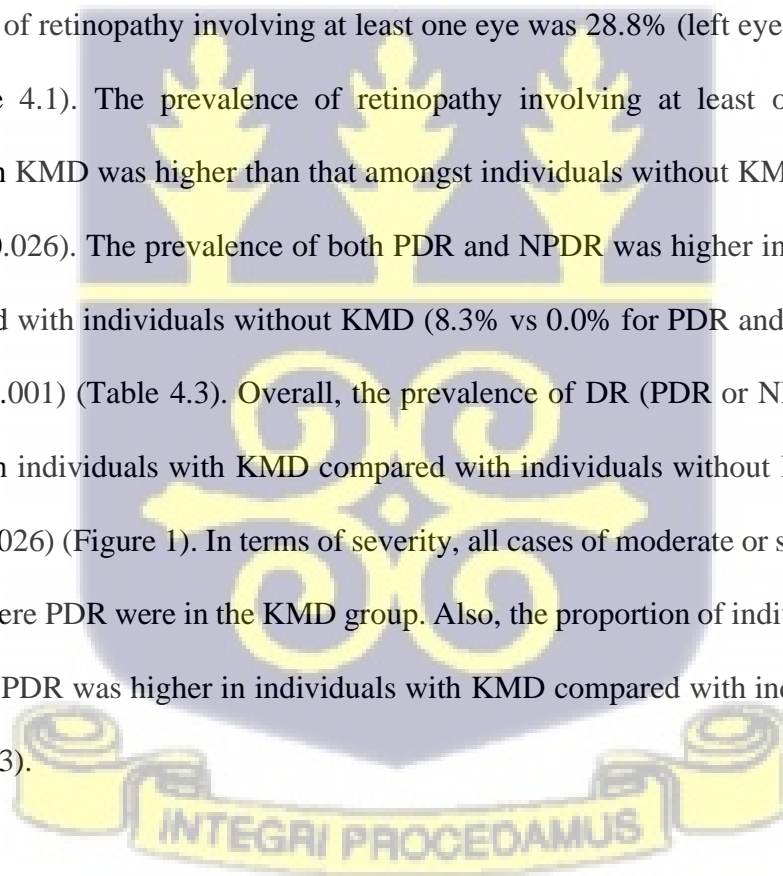 of retinopathy involving at least one eye was 28.8% (left eye
4.1). The prevalence of retinopathy involving at least
KMD was higher than that amongst individuals without
0.026). The prevalence of both PDR and NPDR was higher in
with individuals without KMD (8.3% vs 0.0% for PDR and
.001) (Table 4.3). Overall, the prevalence of DR (PDR or
individuals with KMD compared with individuals without
026) (Figure 1). In terms of severity, all cases of moderate or
ere PDR were in the KMD group. Also, the proportion of
PDR was higher in individuals with KMD compared with
3).
INTEGRI PROCEDAMUS